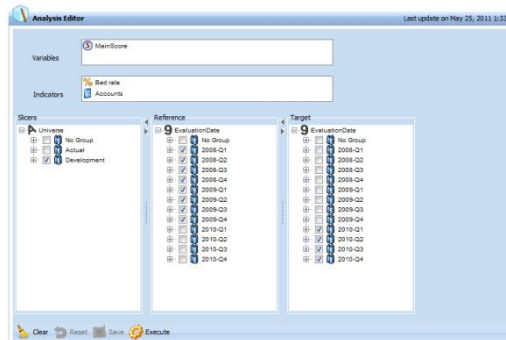 Analysis Editor
Last update on May 25, 2011 1:33
Variables
MainScore
Indicators
Bad rate
Accounts
Slicers
Universe
No Group
Actual
Development
Reference
EvaluationDate
No Group
2008-Q1
2008-Q2
2008-Q3
2008-Q4
2009-Q1
2009-Q2
2009-Q3
2009-Q4
2010-Q1
2010-Q2
2010-Q3
2010-Q4
Target
EvaluationDate
No Group
2008-Q1
2008-Q2
2008-Q3
2008-Q4
2009-Q1
2009-Q2
2009-Q3
2009-Q4
2010-Q1
2010-Q2
2010-Q3
2010-Q4
Clear Reset Save Execute